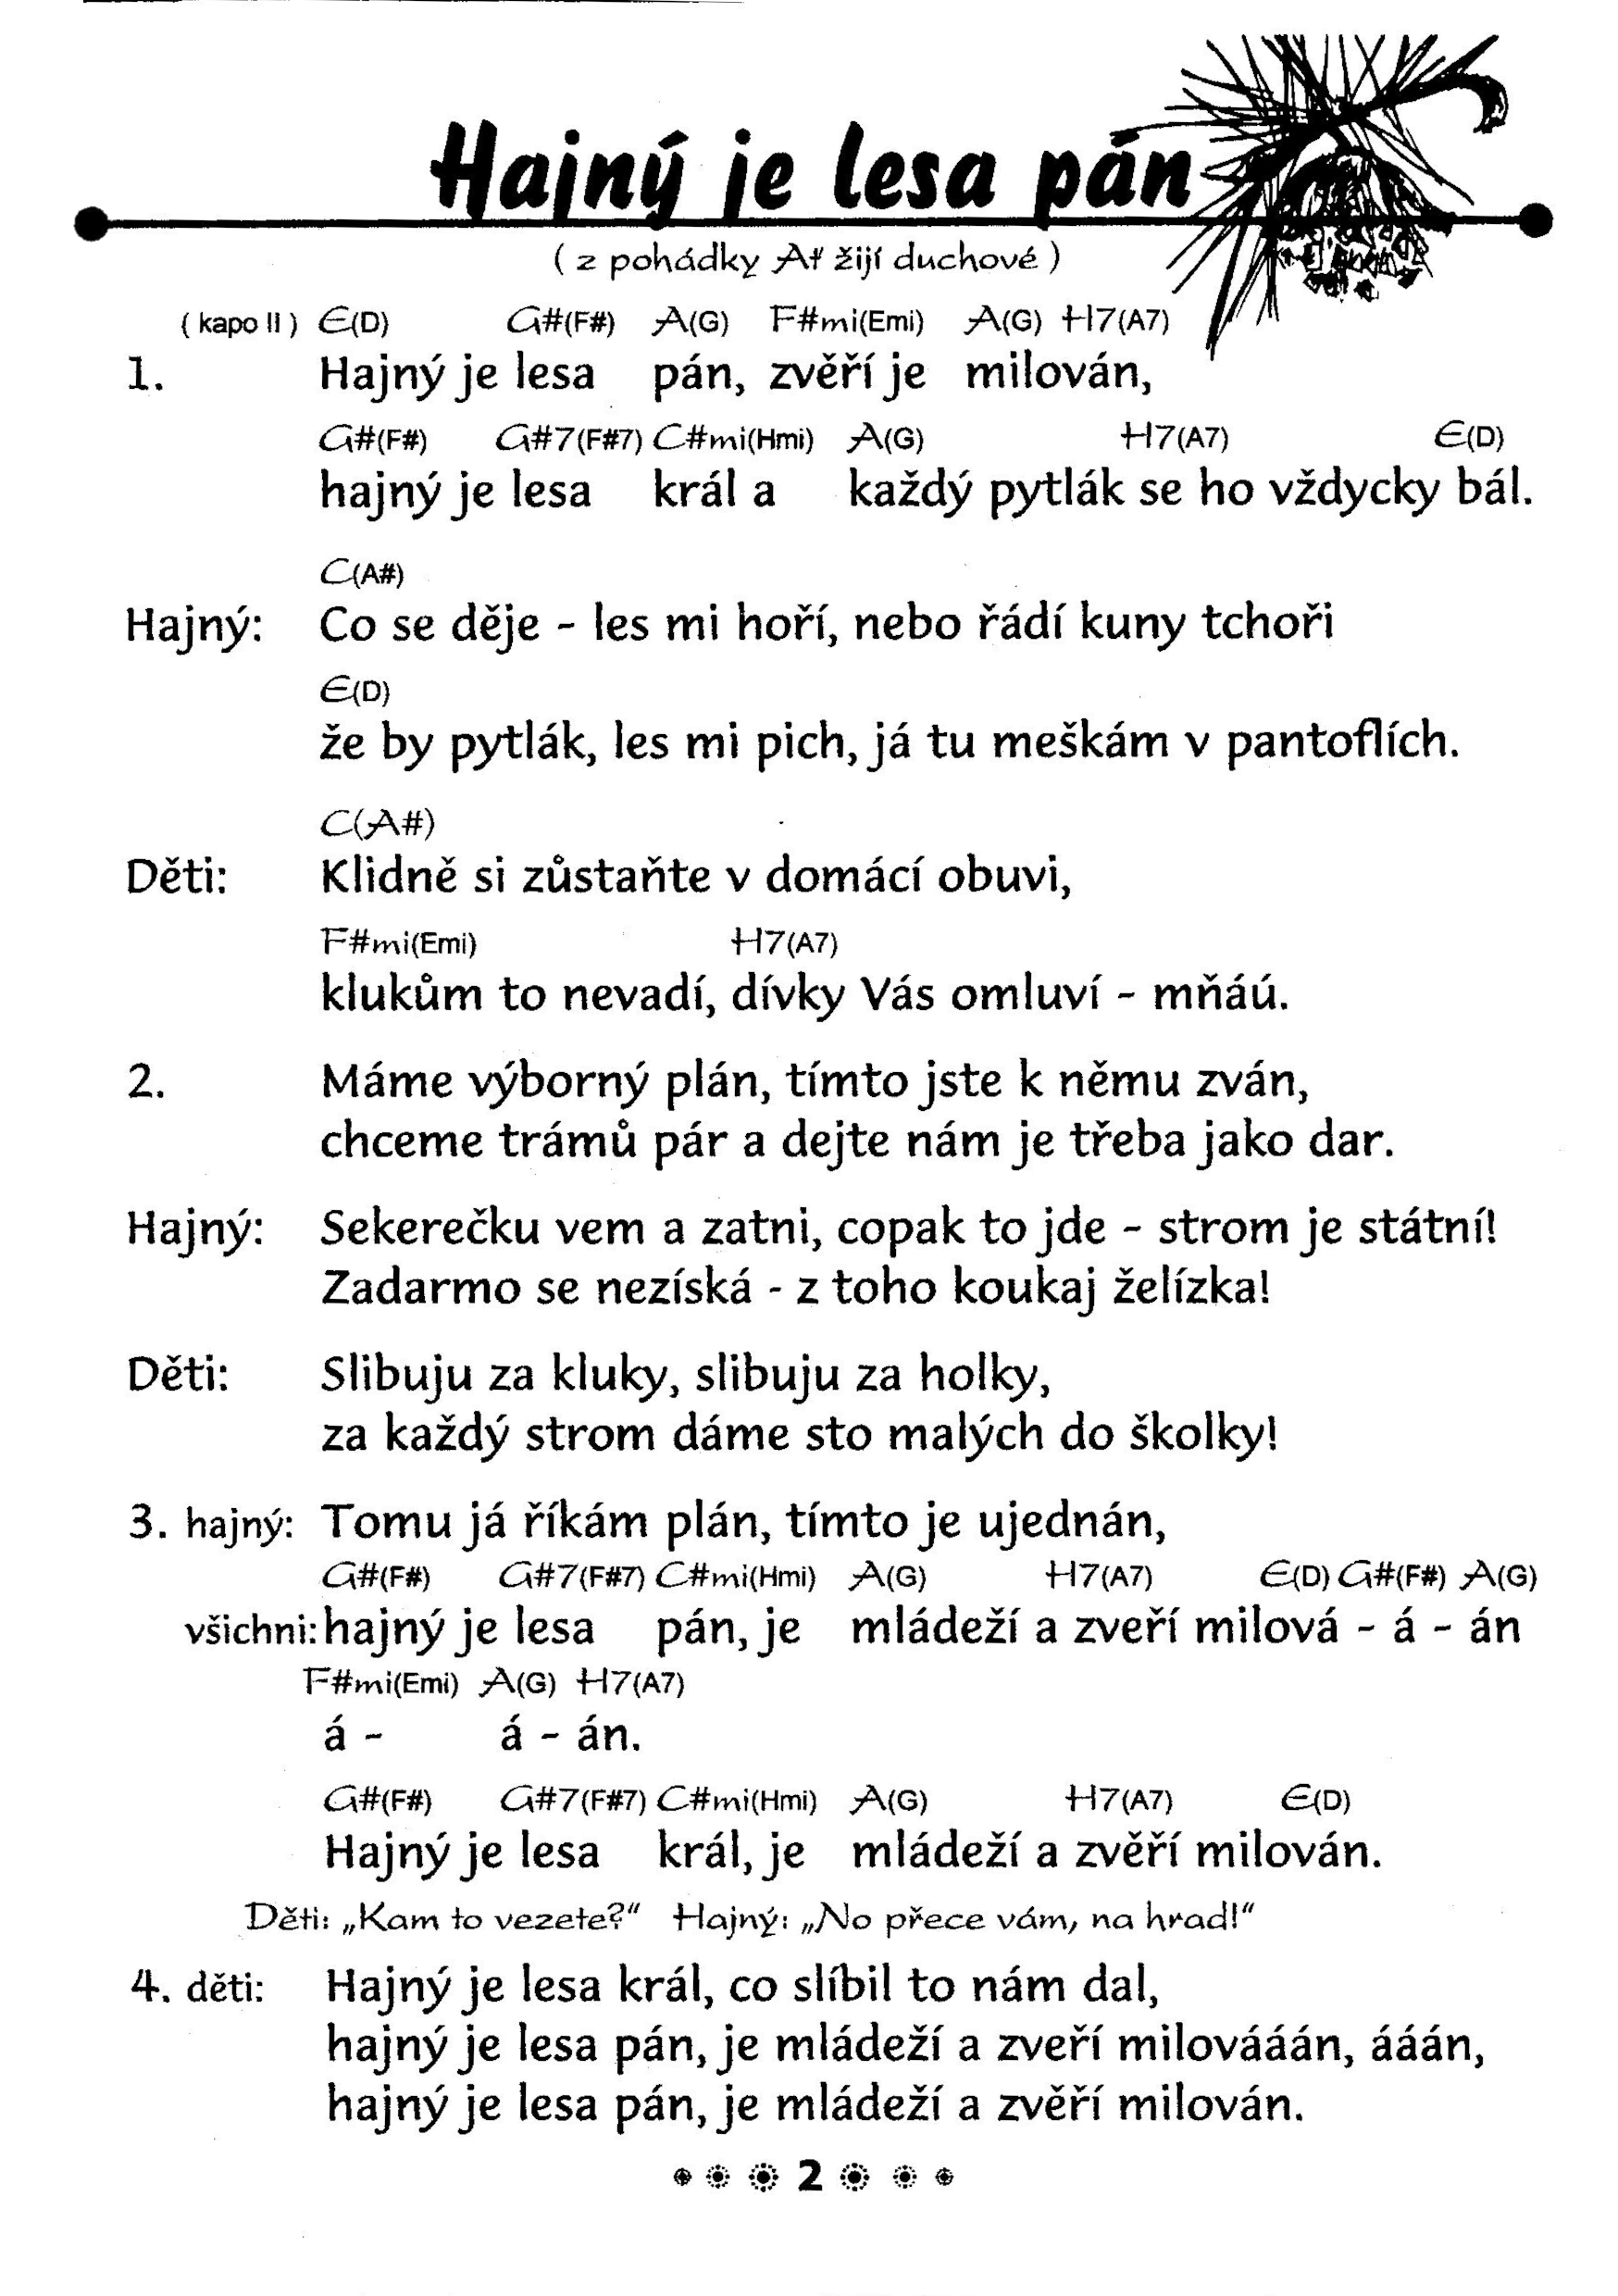 Hajný je lesa pán
( z pohádky Ať žijí duchové )
( kapo II ) E(D) G#(F#) A(G) F#mi(Emi) A(G) H7(A7)
1. Hajný je lesa pán, zvěří je milován,
G#(F#) G#7(F#7) C#mi(Hmi) A(G) H7(A7) E(D)
hajný je lesa král a každý pytlák se ho vždycky bál.
C(A#)
Hajný: Co se děje - les mi hoří, nebo řádí kuny tchoři
E(D)
že by pytlák, les mi pich, já tu meškám v pantoflích.
C(A#)
Děti: Klidně si zůstaňte v domácí obuvi,
F#mi(Emi) H7(A7)
klukům to nevadí, dívky Vás omluví - mňáú.
2. Máme výborný plán, tímto jste k němu zván,
chceme trámů pár a dejte nám je třeba jako dar.
Hajný: Sekerečku vem a zatni, copak to jde - strom je státní!
Zadarmo se nezíská - z toho koukaj želízka!
Děti: Slibuju za kluky, slibuju za holky,
za každý strom dáme sto malých do školky!
3. hajný: Tomu já říkám plán, tímto je ujednán,
G#(F#) G#7(F#7) C#mi(Hmi) A(G) H7(A7) E(D) G#(F#) A(G)
všichni: hajný je lesa pán, je mládeží a zveří milová - á - án
F#mi(Emi) A(G) H7(A7)
á - á - án.
G#(F#) G#7(F#7) C#mi(Hmi) A(G) H7(A7) E(D)
Hajný je lesa král, je mládeží a zvěří milován.
Děti: „Kam to vezete?“ Hajný: „No přece vám, na hrad!“
4. děti: Hajný je lesa král, co slíbil to nám dal,
hajný je lesa pán, je mládeží a zveří milovááán, ááán,
hajný je lesa pán, je mládeží a zvěří milován.
2